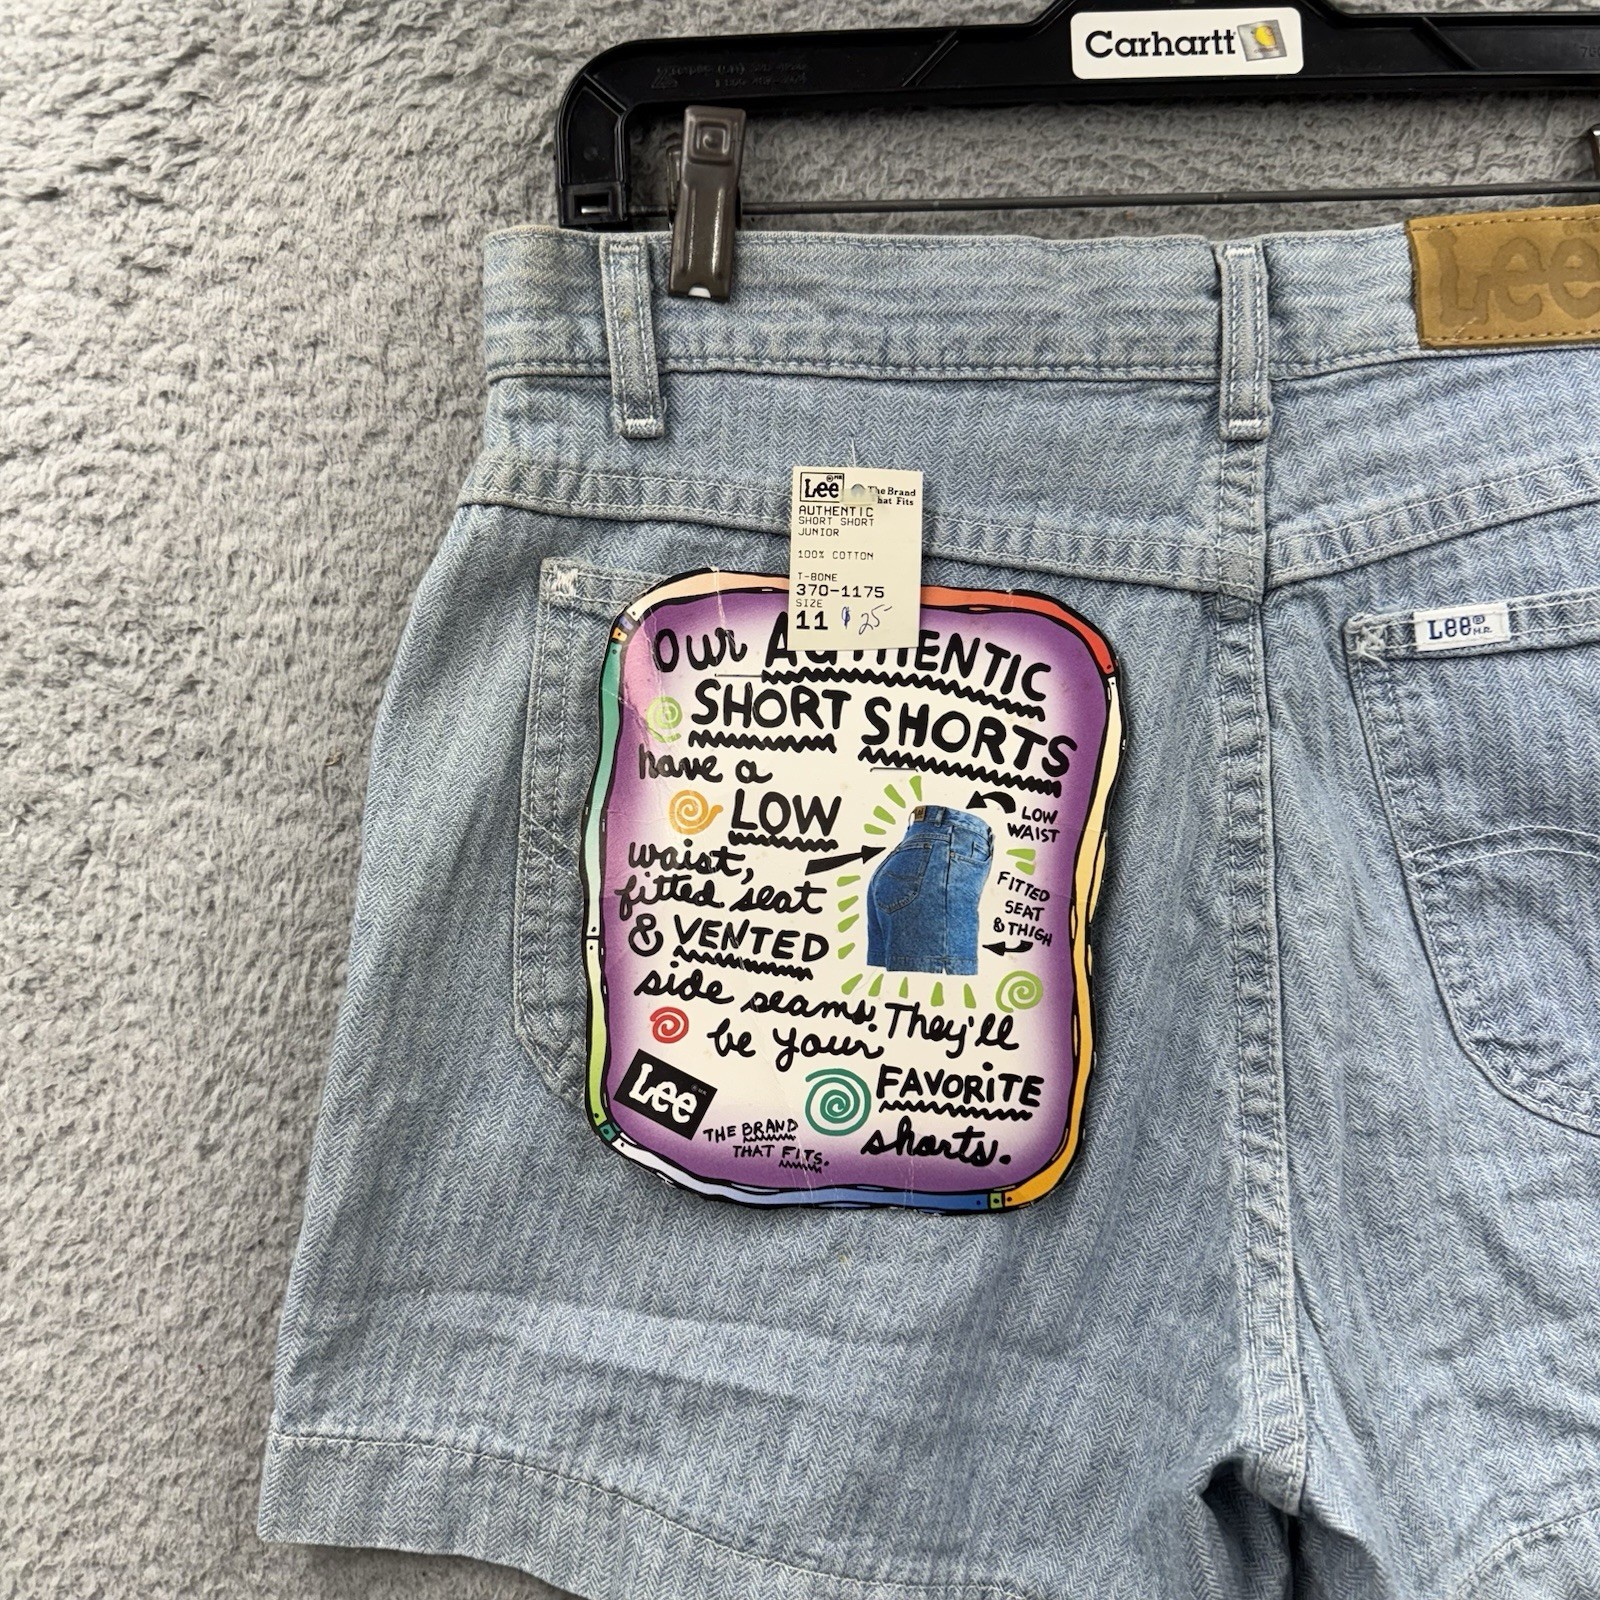 Carhartt
Lee
Lee® MR
The Brand
That Fits
AUTHENTIC
SHORT SHORT
JUNIOR
100% COTTON
T-BONE
370-1175
SIZE
11 $25
Lee® M.R.
Our AUTHENTIC
SHORT SHORTS
have a
LOW
waist,
fitted seat
& VENTED
side seams. They'll
be your
FAVORITE
shorts.
LOW
WAIST
FITTED
SEAT
& THIGH
Lee
THE BRAND
THAT FITS.